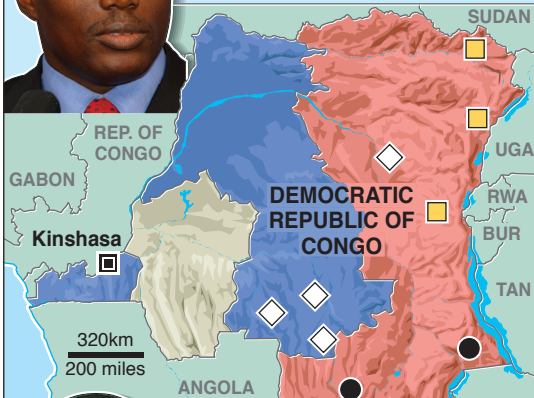 SUDAN
REP. OF
CONGO
UGA
GABON
DEMOCRATIC
REPUBLIC OF
CONGO
RWA
Kinshasa
BUR
TAN
320km
200 miles
ANGOLA